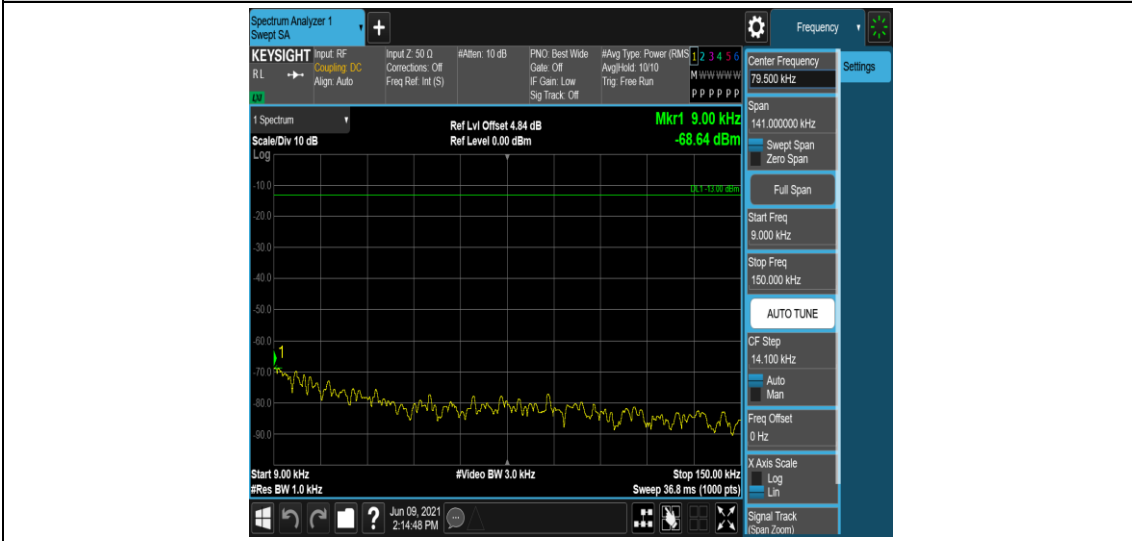 Spectrum Analyzer 1
Swept SA
+
Frequency
KEYSIGHT
RL
LXI
Input: RF
Coupling: DC
Align: Auto
Input Z: 50 Ω
Corrections: Off
Freq Ref: Int (S)
#Atten: 10 dB
PNO: Best Wide
Gate: Off
IF Gain: Low
Sig Track: Off
#Avg Type: Power (RMS
Avg|Hold: 10/10
Trig: Free Run
1 2 3 4 5 6
M W W W W W
P P P P P P
1 Spectrum
Scale/Div 10 dB
Log
Ref Lvl Offset 4.84 dB
Ref Level 0.00 dBm
Mkr1 9.00 kHz
-68.64 dBm
DL1 -13.00 dBm
-10.0
-20.0
-30.0
-40.0
-50.0
-60.0
-70.0
-80.0
-90.0
1
Start 9.00 kHz
#Res BW 1.0 kHz
#Video BW 3.0 kHz
Stop 150.00 kHz
Sweep 36.8 ms (1000 pts)
?
Jun 09, 2021
2:14:48 PM
Center Frequency
79.500 kHz
Span
141.000000 kHz
Swept Span
Zero Span
Full Span
Start Freq
9.000 kHz
Stop Freq
150.000 kHz
AUTO TUNE
CF Step
14.100 kHz
Auto
Man
Freq Offset
0 Hz
X Axis Scale
Log
Lin
Signal Track
(Span Zoom)
Settings